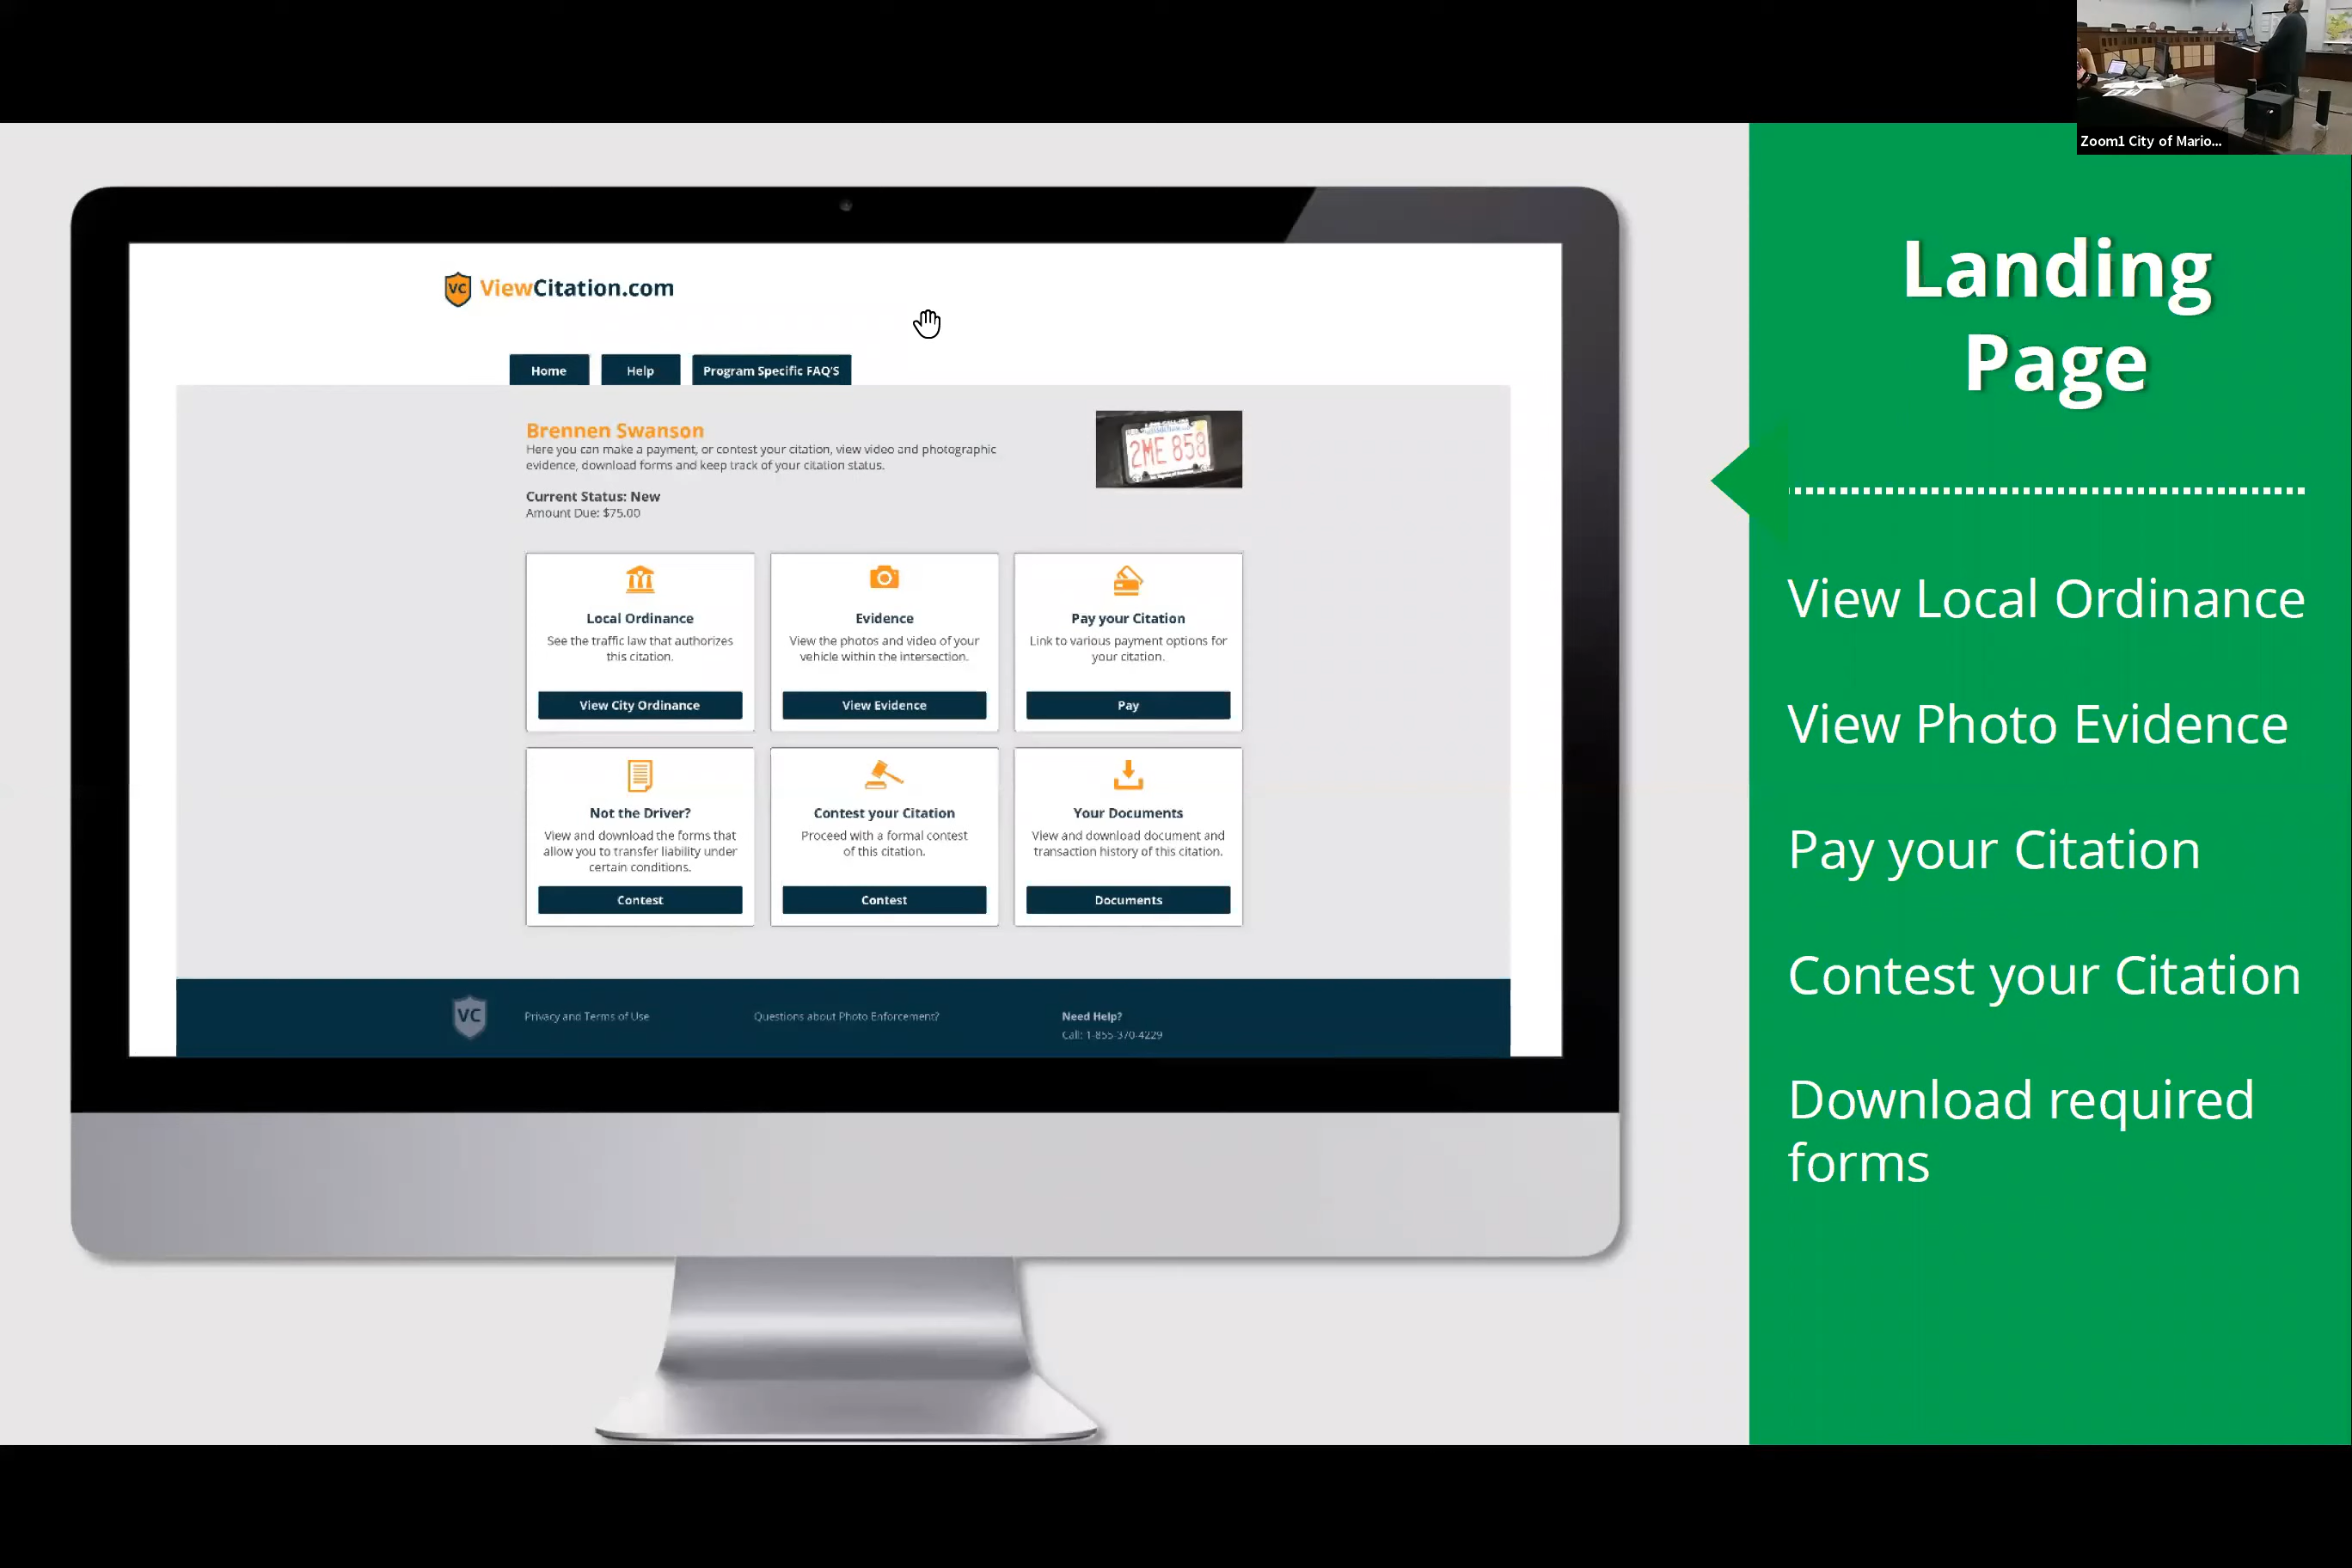 Zoom1 City of Mario...
VC ViewCitation.com
Home Help Program Specific FAQ'S
Brennen Swanson
Here you can make a payment, or contest your citation, view video and photographic
evidence, download forms and keep track of your citation status.
Current Status: New
Amount Due: $75.00
2ME 858
Local Ordinance
See the traffic law that authorizes
this citation.
View City Ordinance
Evidence
View the photos and video of your
vehicle within the intersection.
View Evidence
Pay your Citation
Link to various payment options for
your citation.
Pay
Not the Driver?
View and download the forms that
allow you to transfer liability under
certain conditions.
Contest
Contest your Citation
Proceed with a formal contest
of this citation.
Contest
Your Documents
View and download document and
transaction history of this citation.
Documents
VC
Privacy and Terms of Use
Questions about Photo Enforcement?
Need Help?
Call: 1-855-370-4229
Landing
Page
View Local Ordinance
View Photo Evidence
Pay your Citation
Contest your Citation
Download required
forms